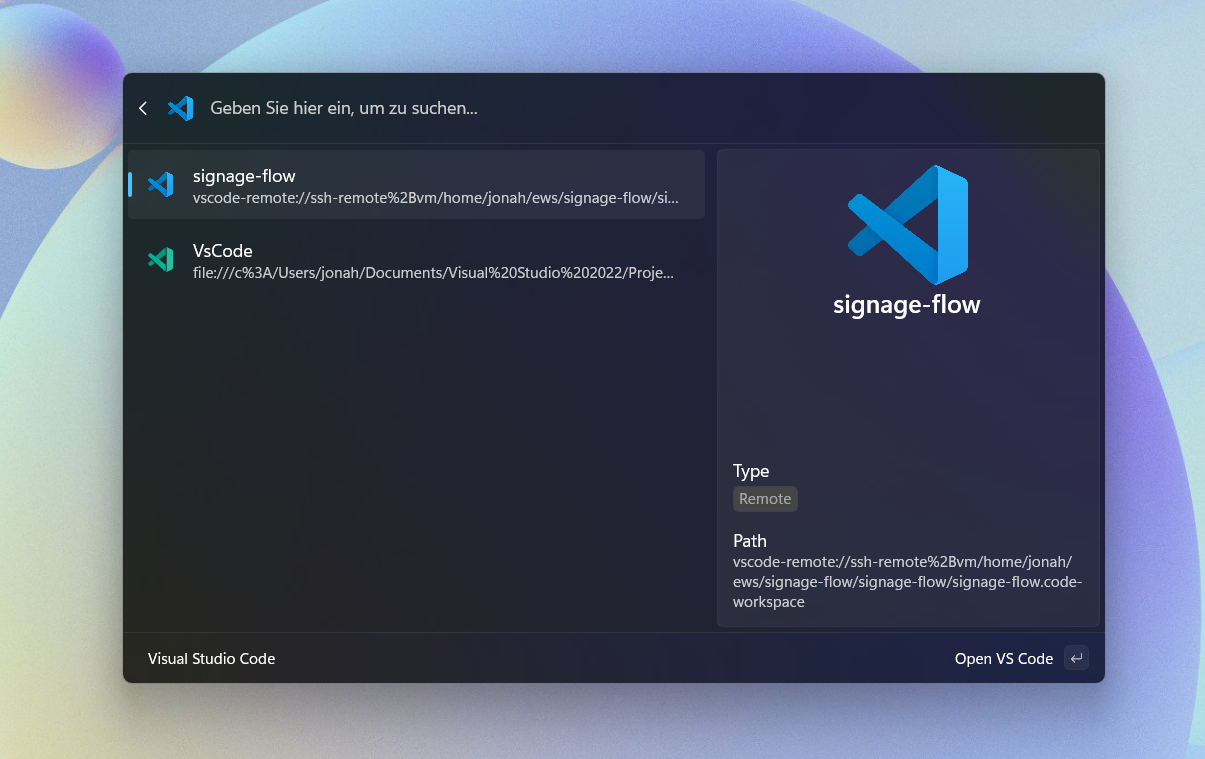 Geben Sie hier ein, um zu suchen...
signage-flow
vscode-remote://ssh-remote%2Bvm/home/jonah/ews/signage-flow/si...
VsCode
file:///c%3A/Users/jonah/Documents/Visual%20Studio%202022/Proje...
signage-flow
Type
Remote
Path
vscode-remote://ssh-remote%2Bvm/home/jonah/
ews/signage-flow/signage-flow/signage-flow.code-
workspace
Visual Studio Code
Open VS Code